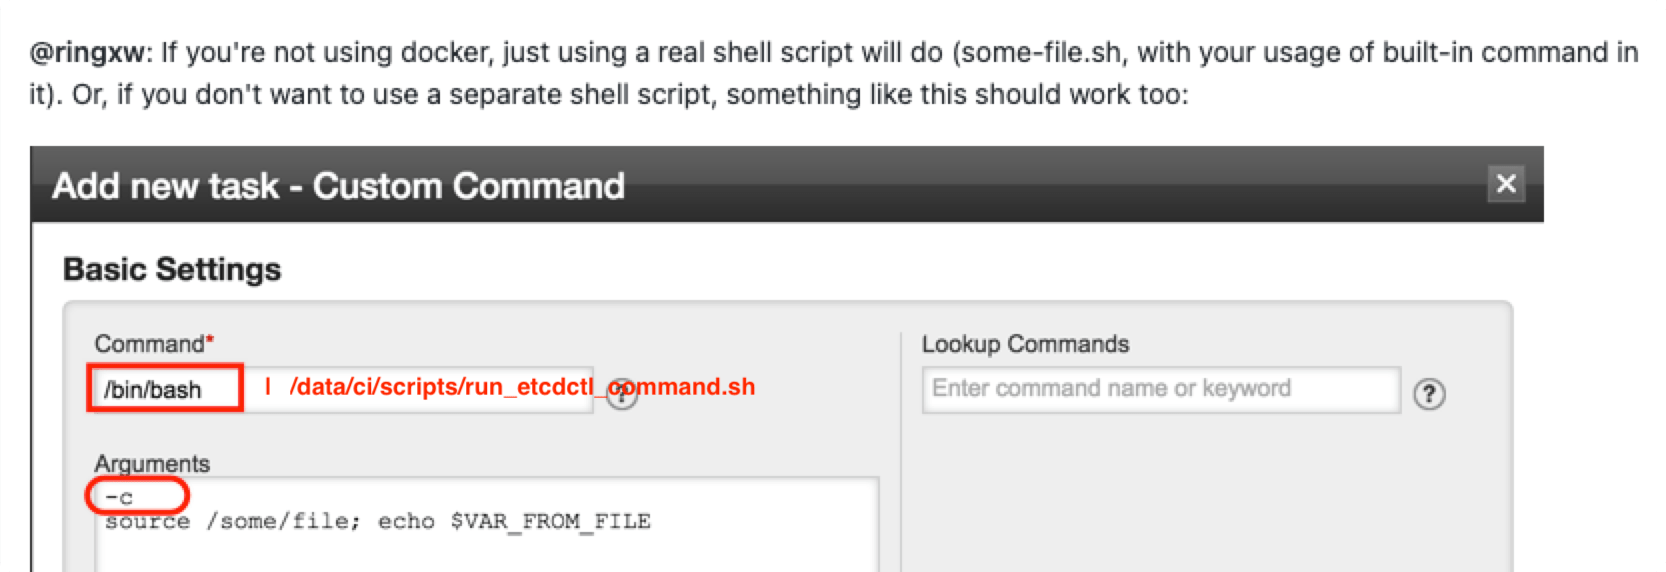 @ringxw: If you're not using docker, just using a real shell script will do (some-file.sh, with your usage of built-in command in
it). Or, if you don't want to use a separate shell script, something like this should work too:
Add new task - Custom Command
Basic Settings
Command*
/bin/bash | /data/ci/scripts/run_etcdctl_command.sh
?
Arguments
-c
source /some/file; echo $VAR_FROM_FILE
Lookup Commands
Enter command name or keyword
?